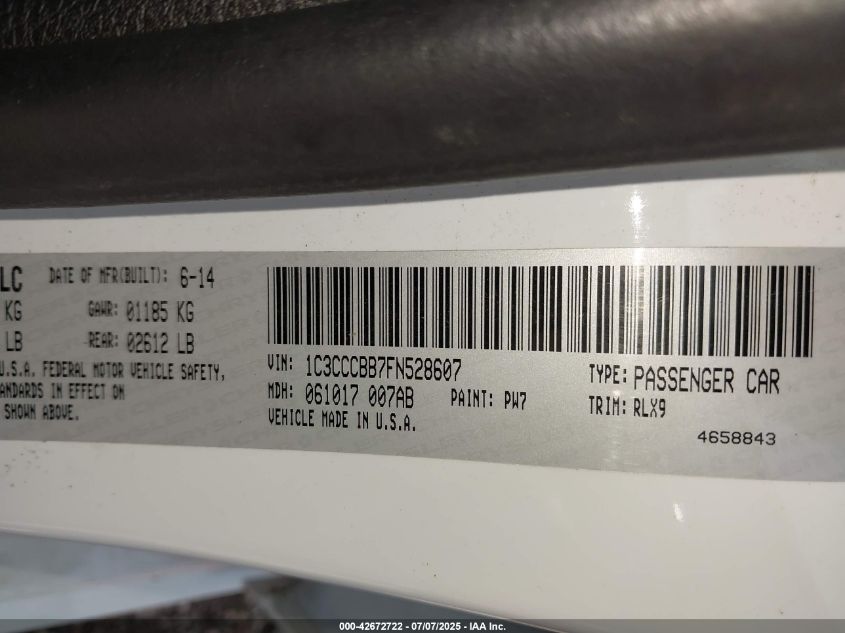 LC DATE OF MFR(BUILT): 6-14
KG GAWR: 01185 KG
LB REAR: 02612 LB
U.S.A. FEDERAL MOTOR VEHICLE SAFETY,
ANDARDS IN EFFECT ON
SHOWN ABOVE.
VIN: 1C3CCCBB7FN528607
MDH: 061017 007AB PAINT: PW7
VEHICLE MADE IN U.S.A.
TYPE: PASSENGER CAR
TRIM: RLX9
4658843
000-42672722 - 07/07/2025 - IAA Inc.